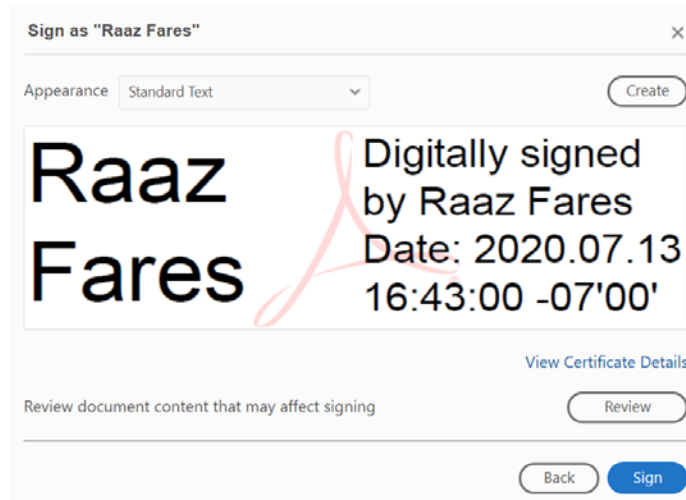 Sign as "Raaz Fares"
×
Appearance
Standard Text
Create
Raaz
Fares
Digitally signed
by Raaz Fares
Date: 2020.07.13
16:43:00 -07'00'
View Certificate Details
Review document content that may affect signing
Review
Back
Sign